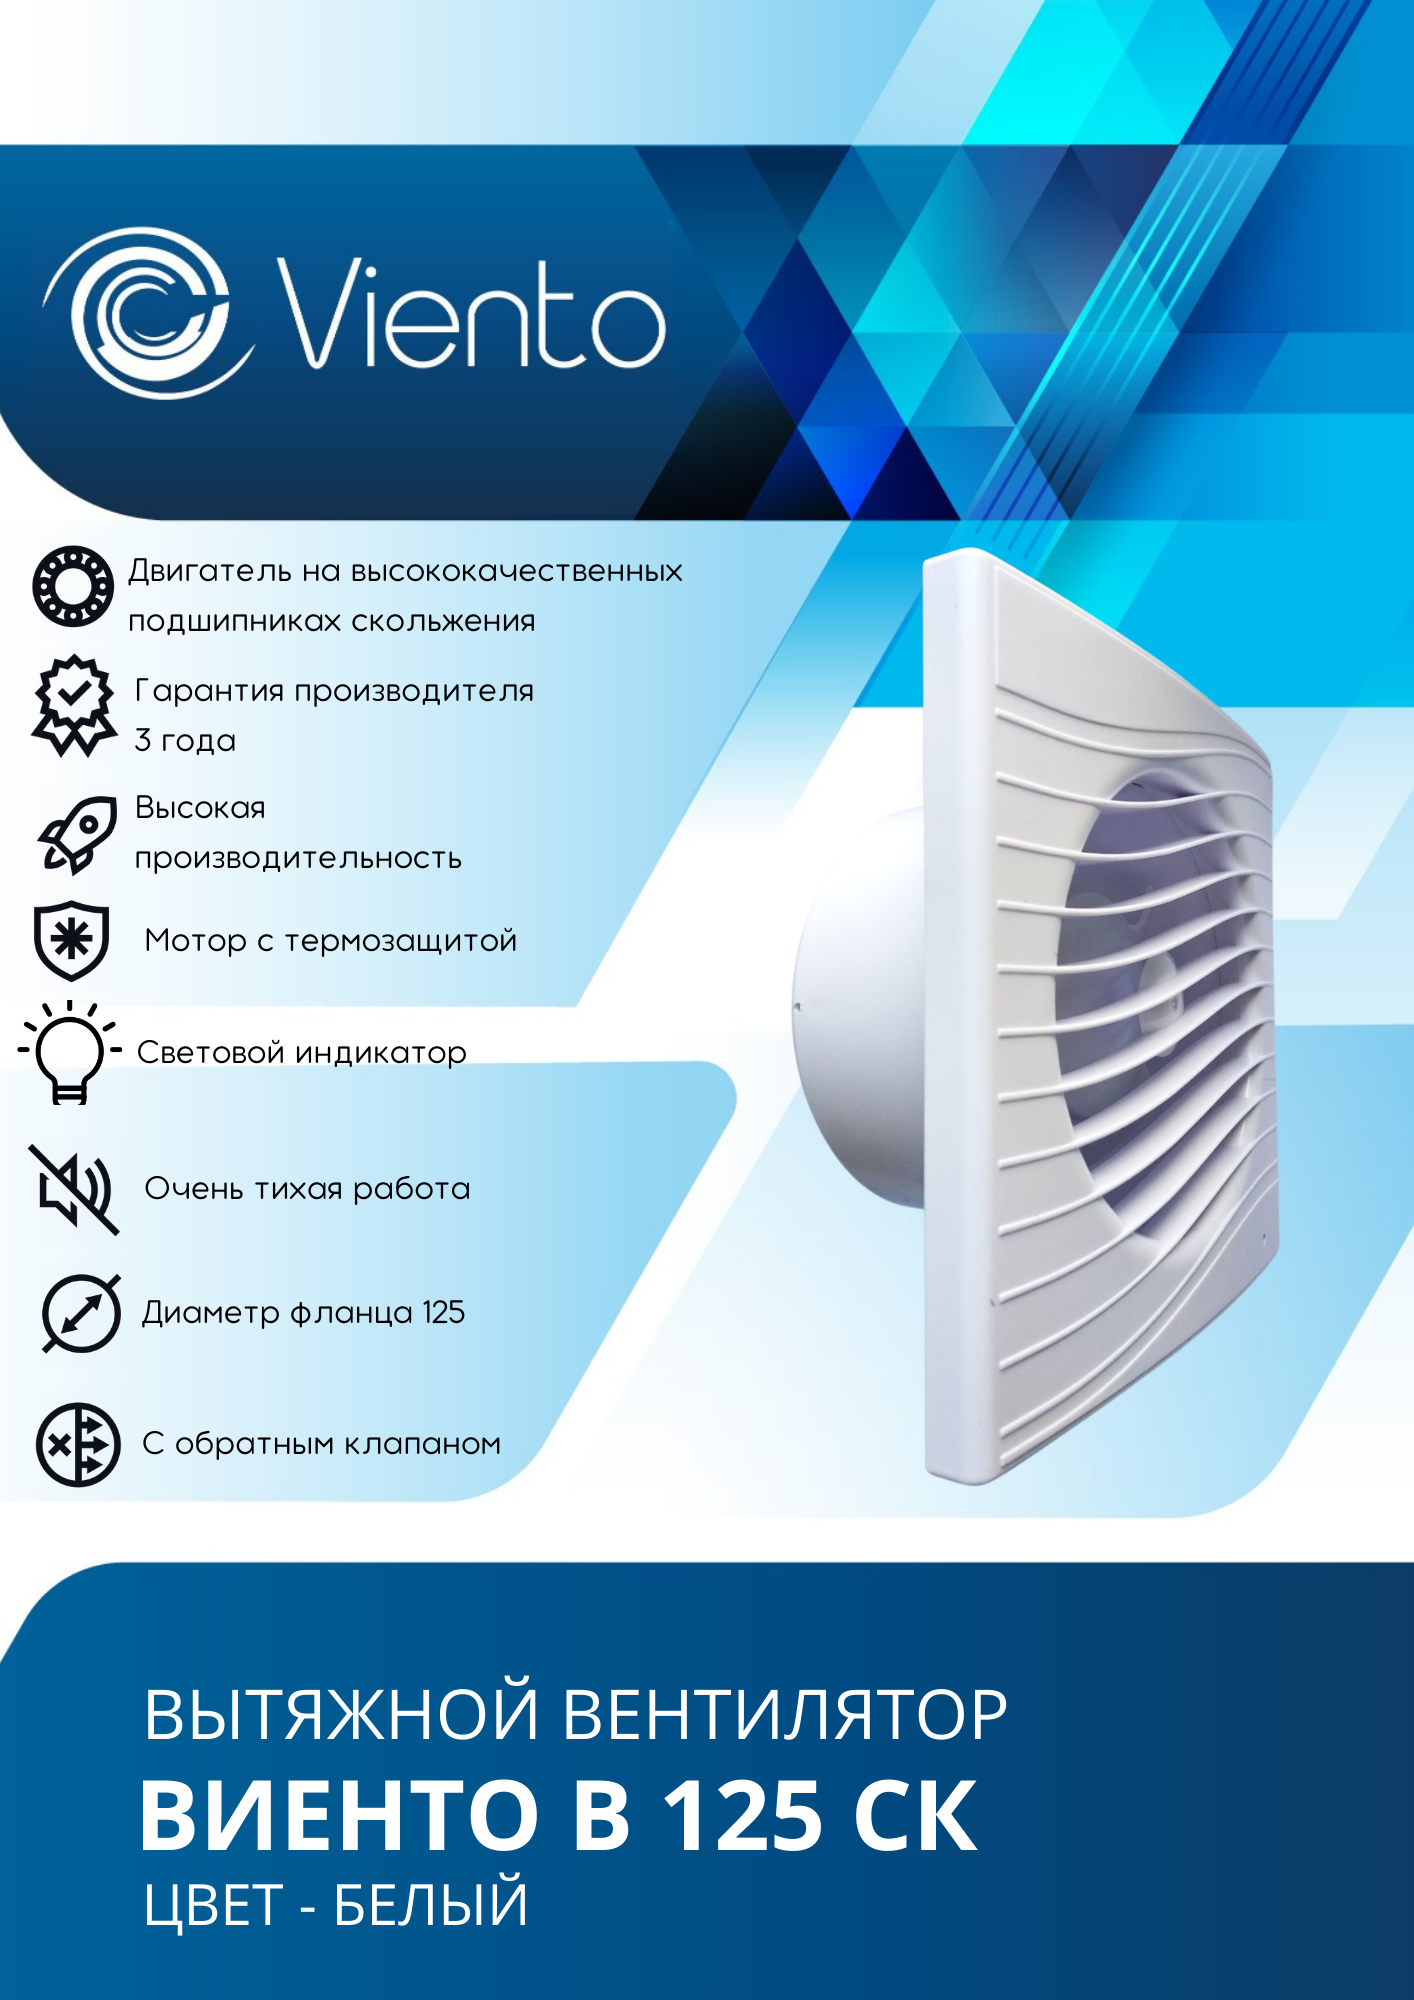 Viento
Двигатель на высококачественных
подшипниках скольжения
Гарантия производителя
3 года
Высокая
производительность
Мотор с термозащитой
Световой индикатор
Очень тихая работа
Диаметр фланца 125
С обратным клапаном
ВЫТЯЖНОЙ ВЕНТИЛЯТОР
ВИЕНТО В 125 СК
ЦВЕТ - БЕЛЫЙ